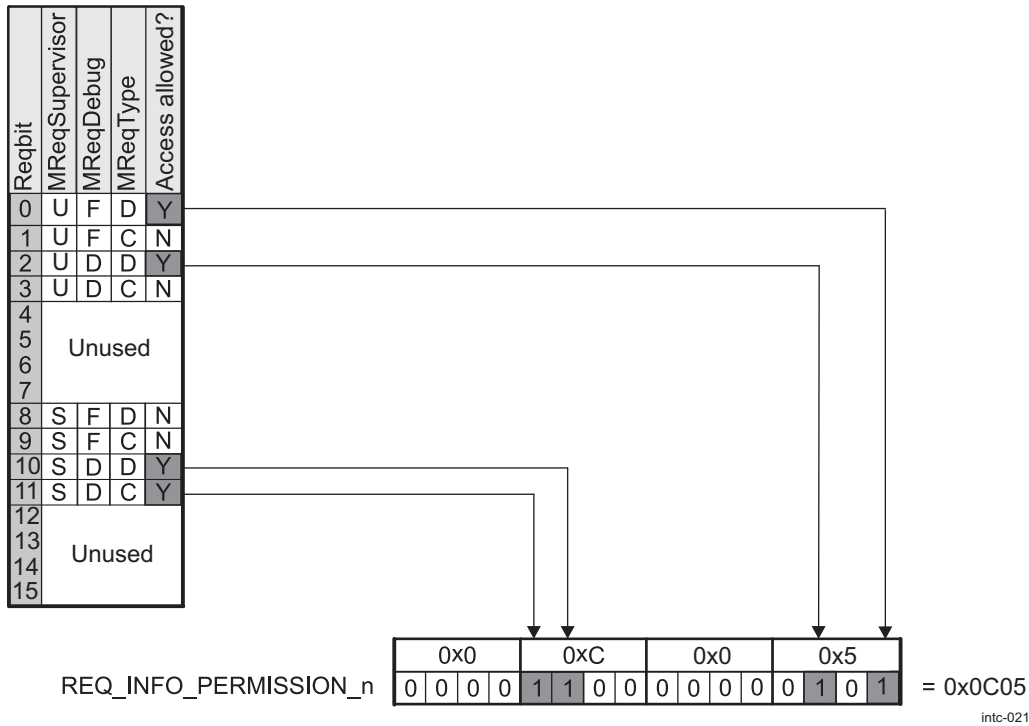 Reqbit MReqSupervisor MReqDebug MReqType Access allowed?
0 U F D Y
1 U F C N
2 U D D Y
3 U D C N
4
5
Unused
6
7
8 S F D N
9 S F C N
10 S D D Y
11 S D C Y
12
13
Unused
14
15
0x0 0xC 0x0 0x5
REQ_INFO_PERMISSION_n 0 0 0 0 1 1 0 0 0 0 0 0 0 1 0 1 = 0x0C05
intc-021